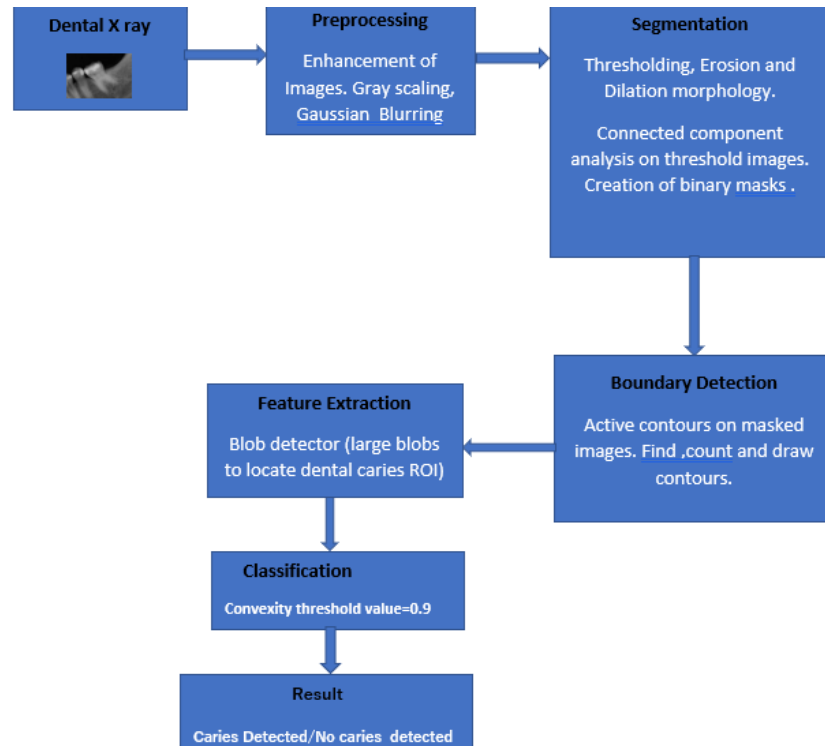 Dental X ray
Preprocessing
Enhancement of
Images. Gray scaling,
Gaussian Blurring
Segmentation
Thresholding, Erosion and
Dilation morphology.
Connected component
analysis on threshold images.
Creation of binary masks .
Boundary Detection
Active contours on masked
images. Find ,count and draw
contours.
Feature Extraction
Blob detector (large blobs
to locate dental caries ROI)
Classification
Convexity threshold value=0.9
Result
Caries Detected/No caries detected